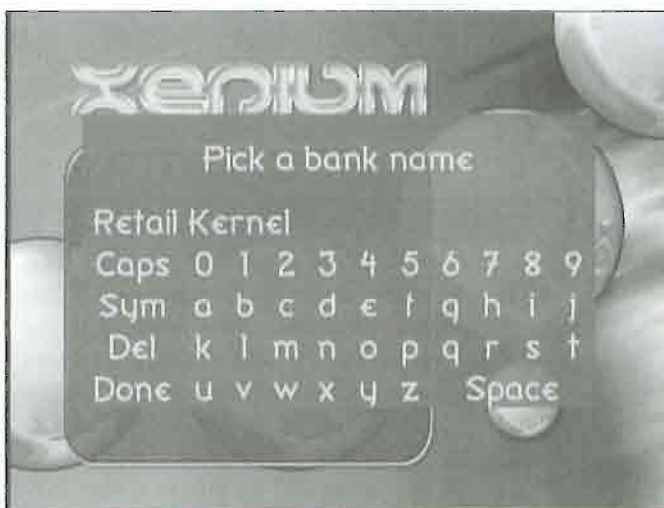 XENIUM
Pick a bank name
Retail Kernel
Caps 0 1 2 3 4 5 6 7 8 9
Sym a b c d e f g h i j
Del k l m n o p q r s t
Done u v w x y z Space